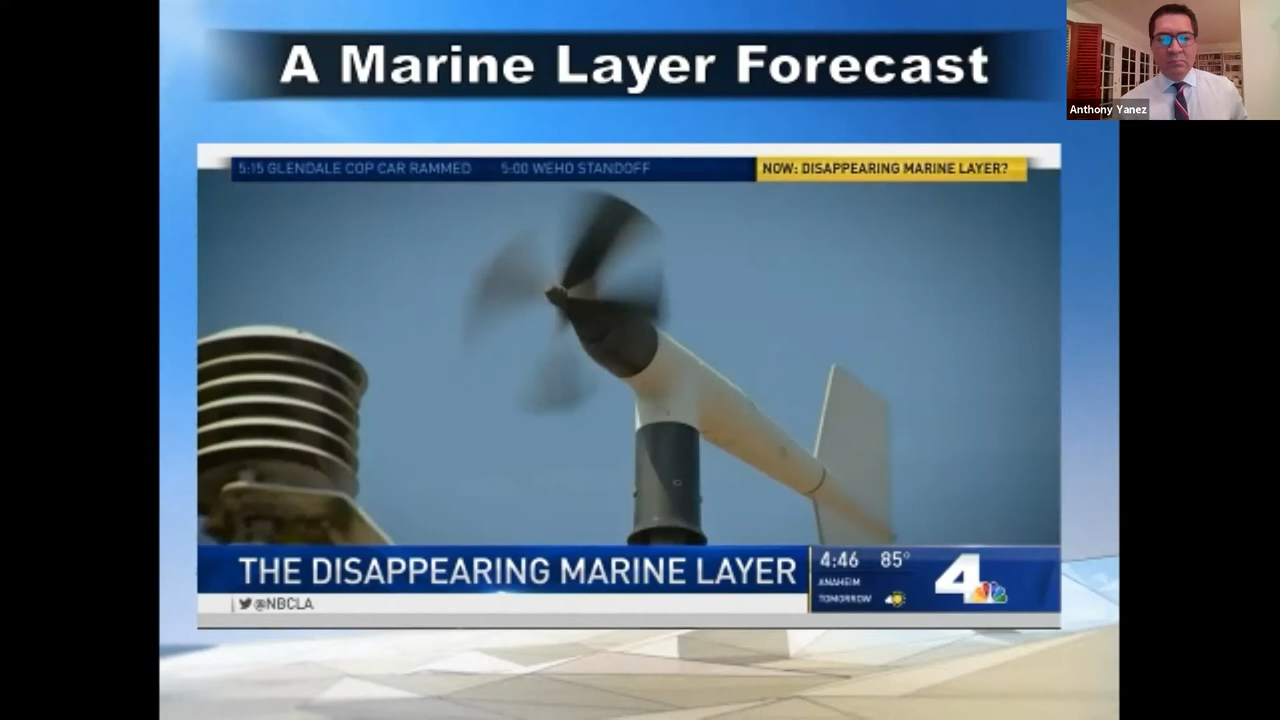 A Marine Layer Forecast
Anthony Yanez
5:15 GLENDALE COP CAR RAMMED 5:00 WEHO STANDOFF NOW: DISAPPEARING MARINE LAYER?
THE DISAPPEARING MARINE LAYER
4:46 85°
ANAHEIM
TOMORROW
4
@NBCLA